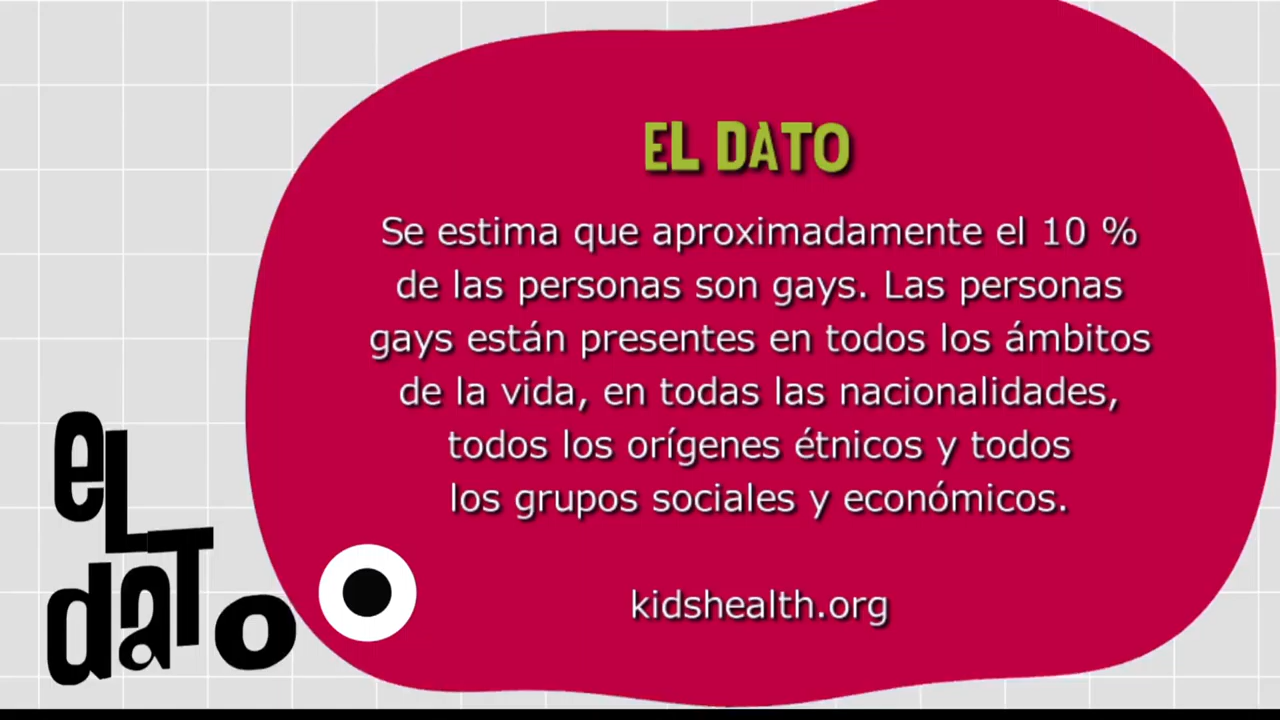 EL DATO
Se estima que aproximadamente el 10 %
de las personas son gays. Las personas
gays están presentes en todos los ámbitos
de la vida, en todas las nacionalidades,
todos los orígenes étnicos y todos
los grupos sociales y económicos.
kidshealth.org
eL
daTo